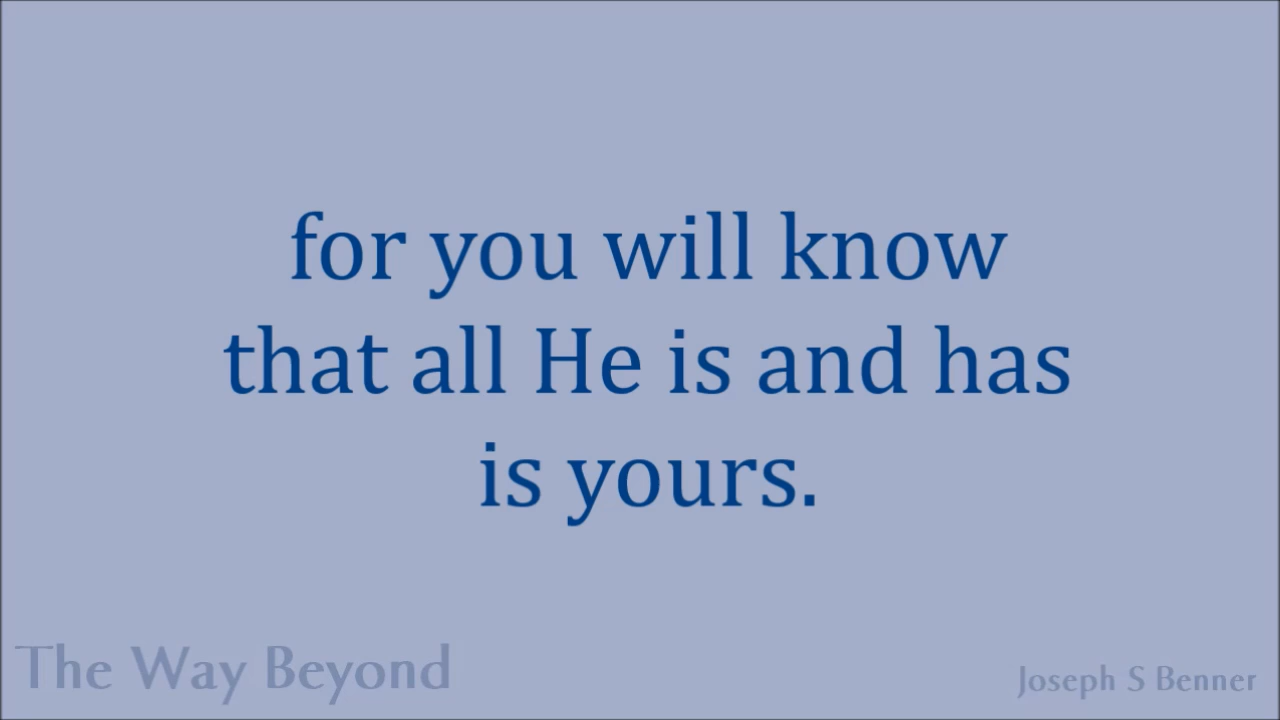 for you will know
that all He is and has
is yours.
The Way Beyond
Joseph S Benner